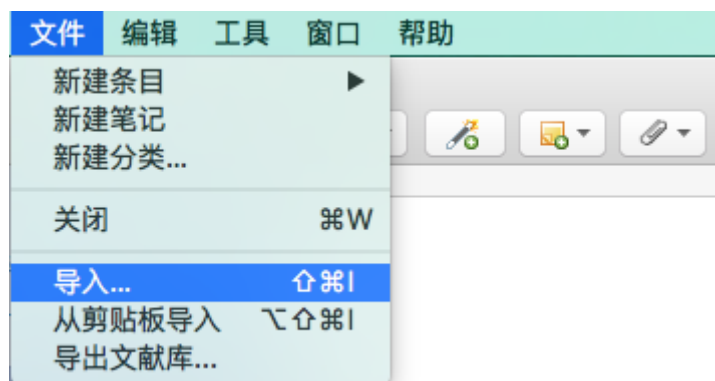 文件 编辑 工具 窗口 帮助
新建条目 ▶
新建笔记
新建分类...
关闭 ⌘W
导入... ⇧⌘I
从剪贴板导入 ⌥⇧⌘I
导出文献库...